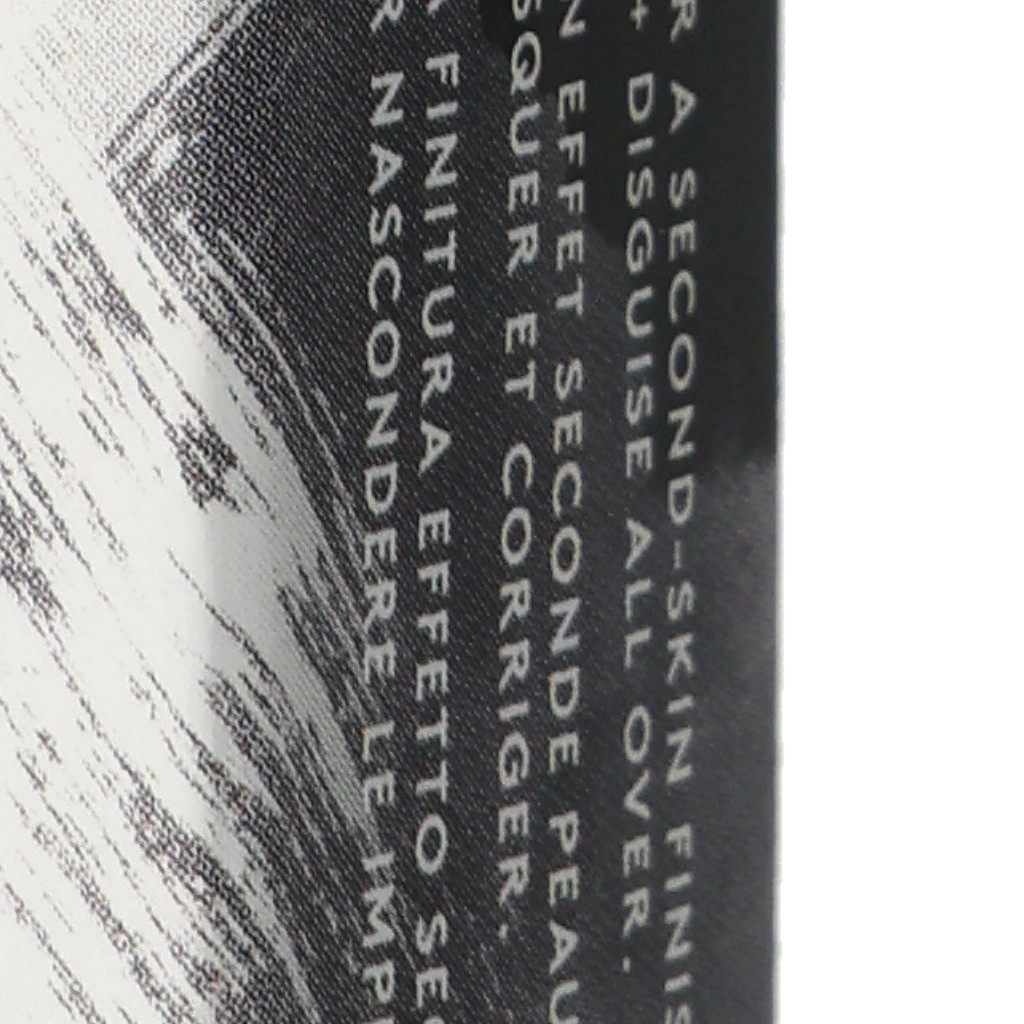 R A SECOND-SKIN FINIS
+ DISGUISE ALL OVER.
N EFFET SECONDE PEAU
SQUER ET CORRIGER.
A FINITURA EFFETTO SE
R NASCONDERE LE IMP